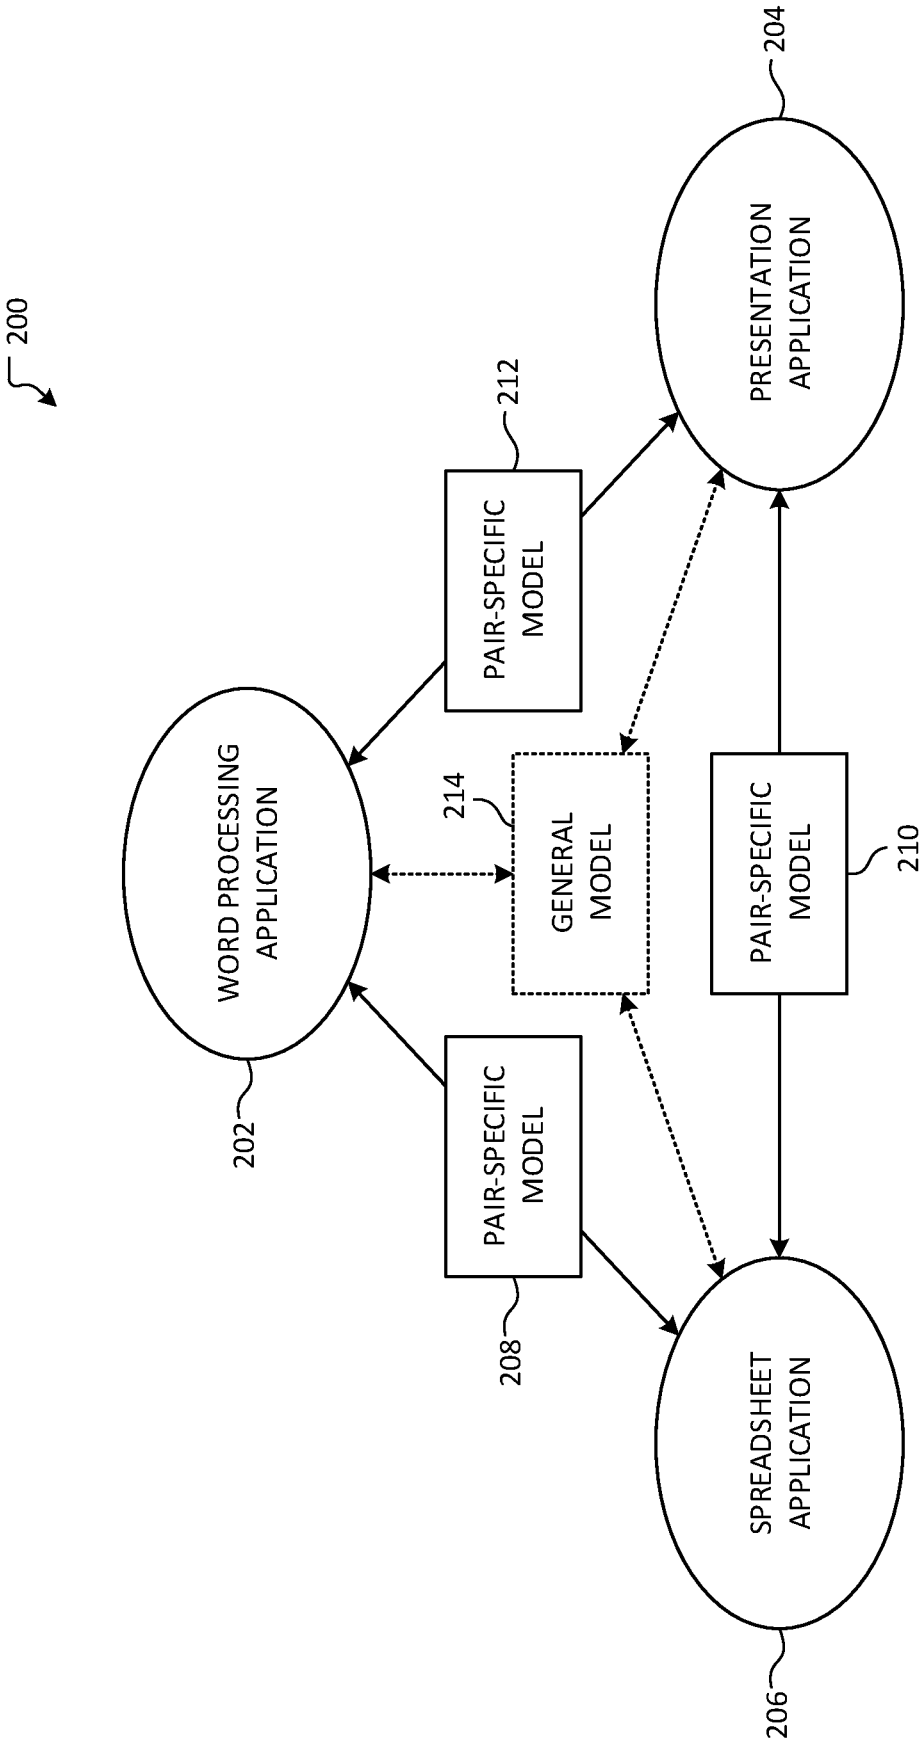 200
WORD PROCESSING
APPLICATION
202
PAIR-SPECIFIC
MODEL
208
214
GENERAL
MODEL
PAIR-SPECIFIC
MODEL
212
SPREADSHEET
APPLICATION
206
PAIR-SPECIFIC
MODEL
210
PRESENTATION
APPLICATION
204